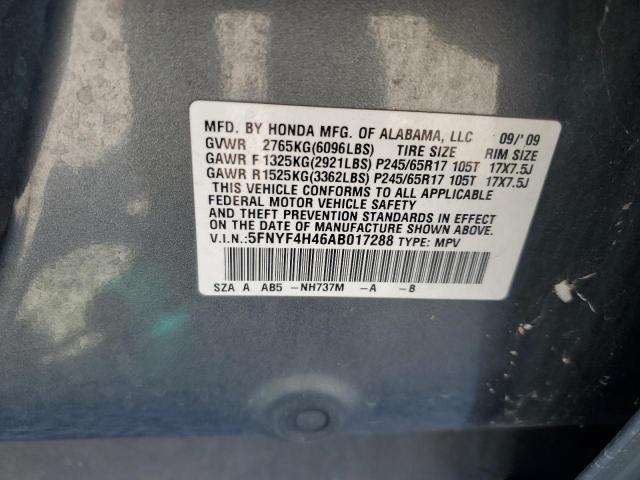 MFD. BY HONDA MFG. OF ALABAMA, LLC 09/'09
GVWR 2765KG(6096LBS) TIRE SIZE RIM SIZE
GAWR F 1325KG(2921LBS) P245/65R17 105T 17X7.5J
GAWR R 1525KG(3362LBS) P245/65R17 105T 17X7.5J
THIS VEHICLE CONFORMS TO ALL APPLICABLE
FEDERAL MOTOR VEHICLE SAFETY
AND THEFT PREVENTION STANDARDS IN EFFECT
ON THE DATE OF MANUFACTURE SHOWN ABOVE.
V.I.N.:5FNYF4H46AB017288 TYPE: MPV
SZA A AB5 -NH737M -A -B